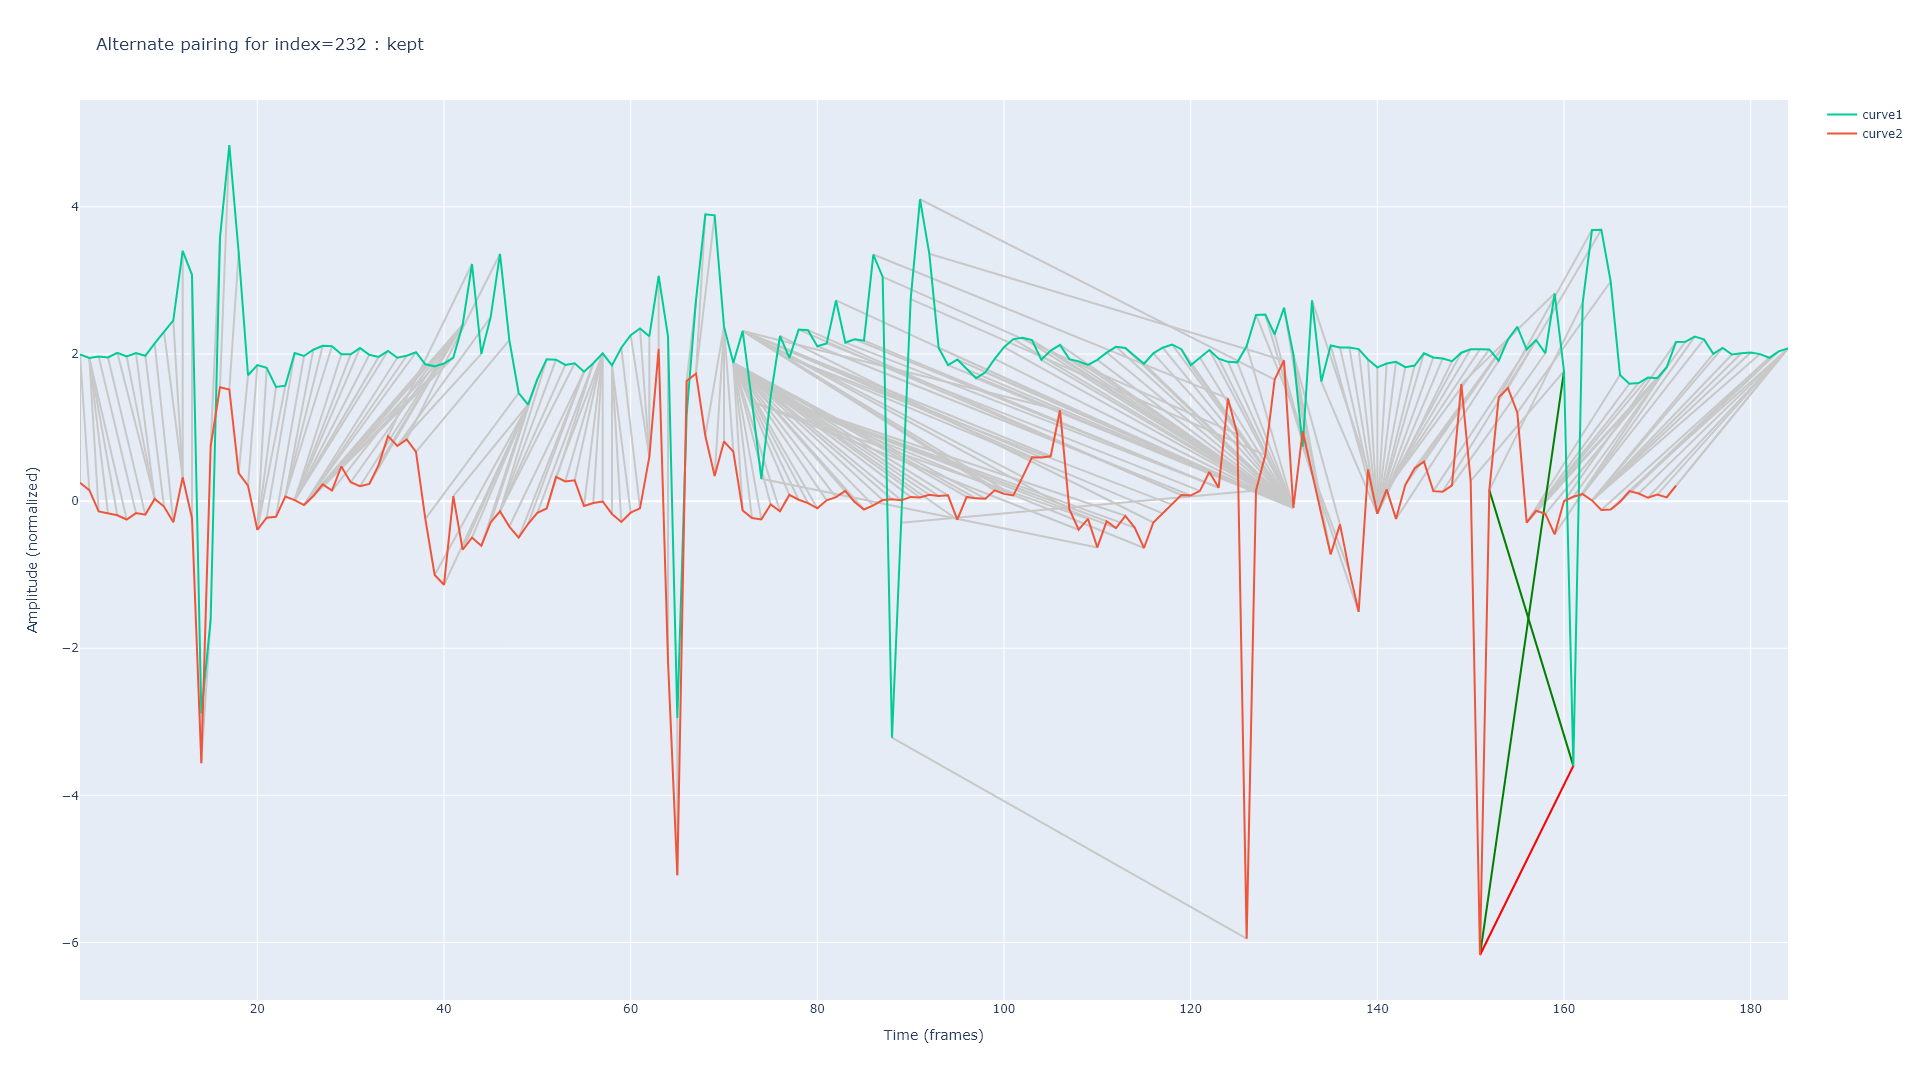 Alternate pairing for index=232 : kept
curve1
curve2
Amplitude (normalized)
4
2
0
−2
−4
−6
20 40 60 80 100 120 140 160 180
Time (frames)